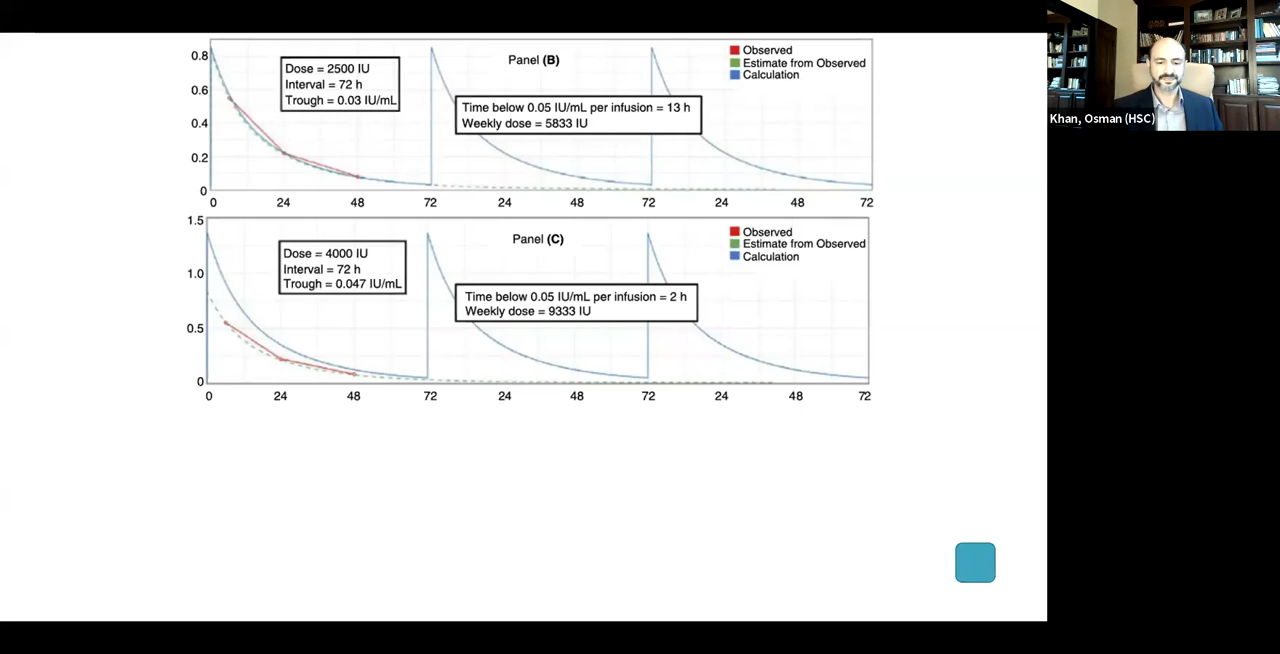 0.8
0.6
0.4
0.2
0
Dose = 2500 IU
Interval = 72 h
Trough = 0.03 IU/mL
Panel (B)
Time below 0.05 IU/mL per infusion = 13 h
Weekly dose = 5833 IU
Observed
Estimate from Observed
Calculation
0 24 48 72 24 48 72 24 48 72
1.5
1.0
0.5
0
Dose = 4000 IU
Interval = 72 h
Trough = 0.047 IU/mL
Panel (C)
Time below 0.05 IU/mL per infusion = 2 h
Weekly dose = 9333 IU
Observed
Estimate from Observed
Calculation
0 24 48 72 24 48 72 24 48 72
Khan, Osman (HSC)